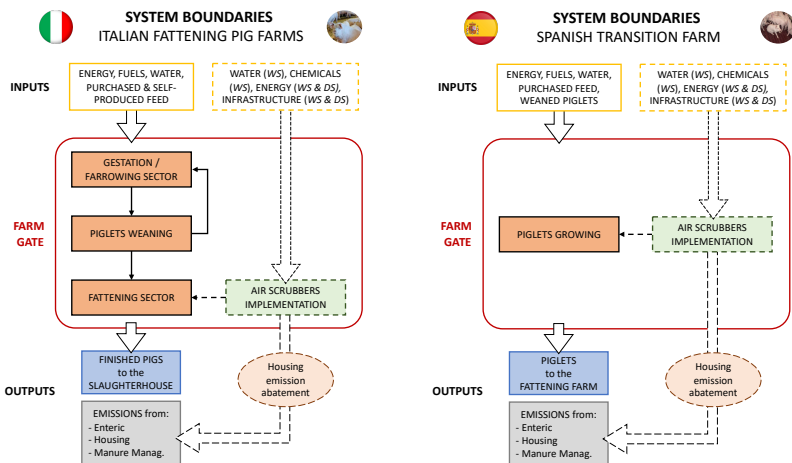 SYSTEM BOUNDARIES
ITALIAN FATTENING PIG FARMS
INPUTS
ENERGY, FUELS, WATER,
PURCHASED & SELF-
PRODUCED FEED
WATER (WS), CHEMICALS
(WS), ENERGY (WS & DS),
INFRASTRUCTURE (WS & DS)
FARM
GATE
GESTATION /
FARROWING SECTOR
PIGLETS WEANING
FATTENING SECTOR
AIR SCRUBBERS
IMPLEMENTATION
OUTPUTS
FINISHED PIGS
to the
SLAUGHTERHOUSE
Housing
emission
abatement
EMISSIONS from:
- Enteric
- Housing
- Manure Manag.
SYSTEM BOUNDARIES
SPANISH TRANSITION FARM
INPUTS
ENERGY, FUELS, WATER,
PURCHASED FEED,
WEANED PIGLETS
WATER (WS), CHEMICALS
(WS), ENERGY (WS & DS),
INFRASTRUCTURE (WS & DS)
FARM
GATE
PIGLETS GROWING
AIR SCRUBBERS
IMPLEMENTATION
OUTPUTS
PIGLETS
to the
FATTENING FARM
Housing
emission
abatement
EMISSIONS from:
- Enteric
- Housing
- Manure Manag.